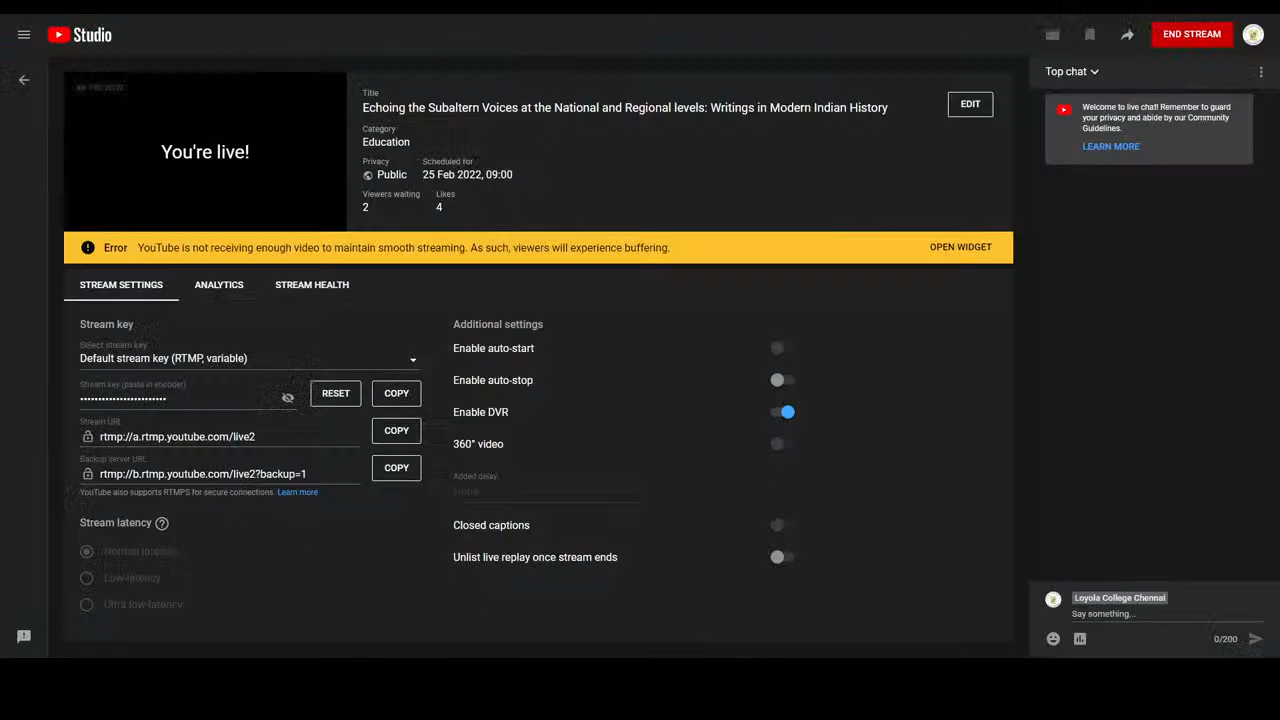 Studio
END STREAM
PREVIEW
You're live!
Title
Echoing the Subaltern Voices at the National and Regional levels: Writings in Modern Indian History
EDIT
Category
Education
Privacy
Scheduled for
Public
25 Feb 2022, 09:00
Viewers waiting
Likes
2
4
Error YouTube is not receiving enough video to maintain smooth streaming. As such, viewers will experience buffering.
OPEN WIDGET
STREAM SETTINGS
ANALYTICS
STREAM HEALTH
Stream key
Select stream key
Default stream key (RTMP, variable)
Stream key (paste in encoder)
••••••••••••••••••••••••
RESET
COPY
Stream URL
rtmp://a.rtmp.youtube.com/live2
COPY
Backup server URL
rtmp://b.rtmp.youtube.com/live2?backup=1
COPY
YouTube also supports RTMPS for secure connections. Learn more
Stream latency
Normal latency
Low-latency
Ultra low-latency
Additional settings
Enable auto-start
Enable auto-stop
Enable DVR
360° video
Added delay
None
Closed captions
Unlist live replay once stream ends
Top chat
Welcome to live chat! Remember to guard
your privacy and abide by our Community
Guidelines.
LEARN MORE
Loyola College Chennai
Say something...
0/200